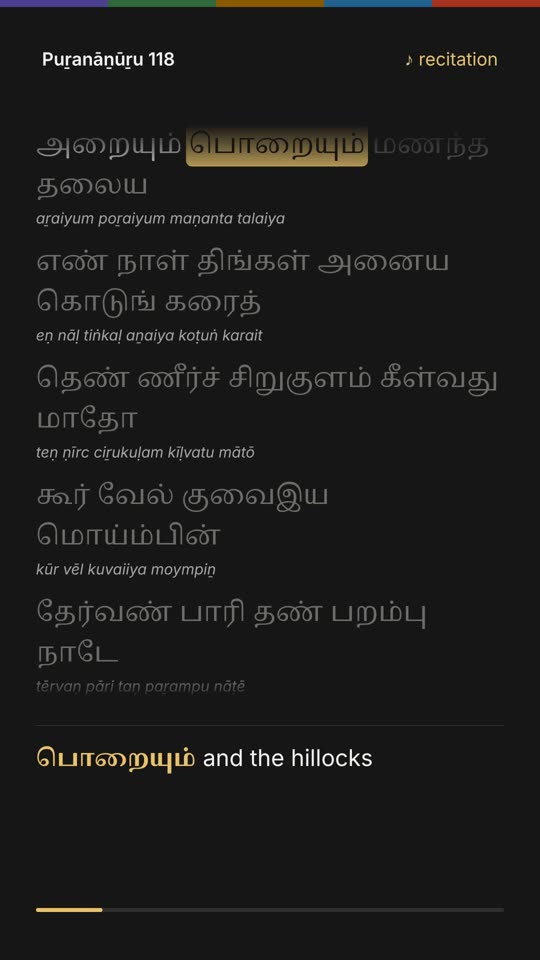 Puṟanāṉūṟu 118
♪ recitation
அறையும் பொறையும் மணந்த
தலைய
aṟaiyum poṟaiyum maṇanta talaiya
எண் நாள் திங்கள் அனைய
கொடுங் கரைத்
eṇ nāḷ tiṅkaḷ aṉaiya koṭuṅ karait
தெண் ணீர்ச் சிறுகுளம் கீள்வது
மாதோ
teṇ ṇīrc ciṟukuḷam kīḷvatu mātō
கூர் வேல் குவைஇய
மொய்ம்பின்
kūr vēl kuvaiiya moympiṉ
தேர்வண் பாரி தண் பறம்பு
நாடே
tērvaṇ pāri taṇ paṟampu nāṭē
பொறையும் and the hillocks